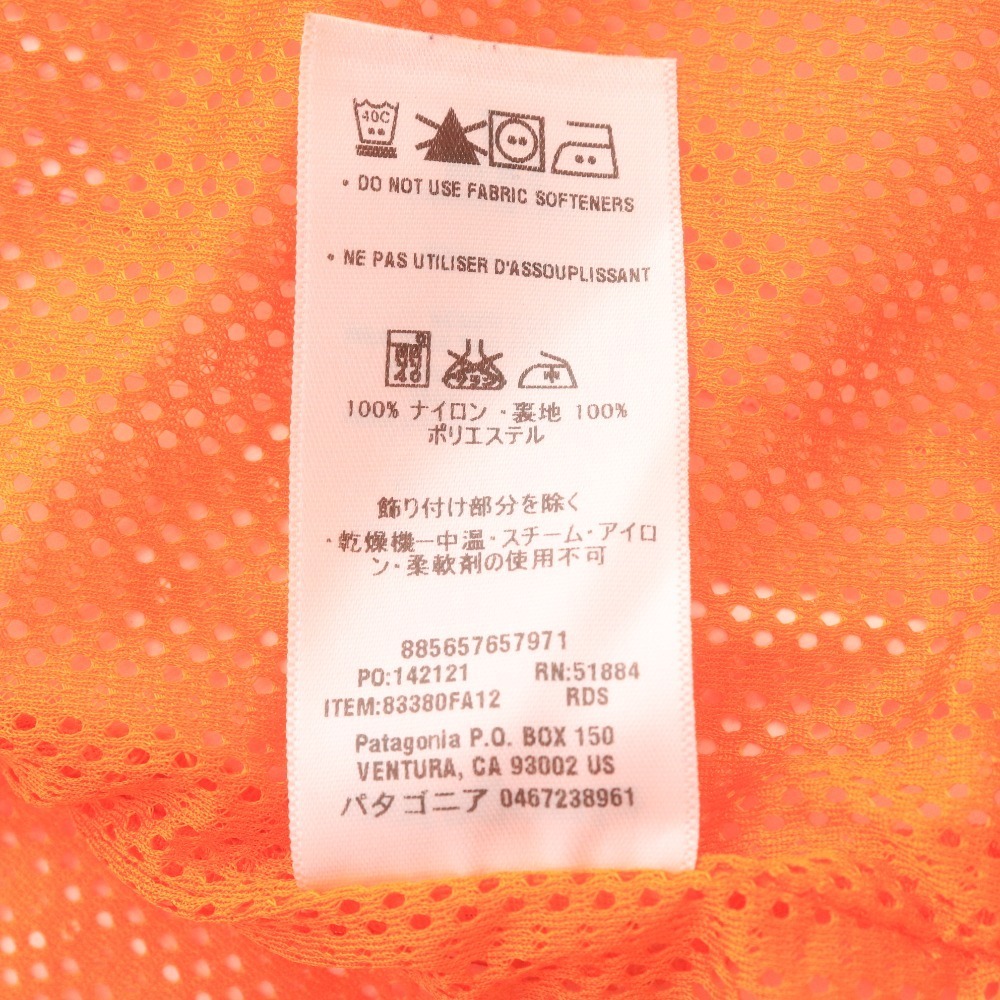 40C
• DO NOT USE FABRIC SOFTENERS
• NE PAS UTILISER D'ASSOUPLISSANT
40 中
100% ナイロン・裏地 100%
ポリエステル
飾り付け部分を除く
・乾燥機一中温・スチーム・アイロ
ン・柔軟剤の使用不可
885657657971
PO:142121 RN:51884
ITEM:83380FA12 RDS
Patagonia P.O. BOX 150
VENTURA, CA 93002 US
パタゴニア 0467238961